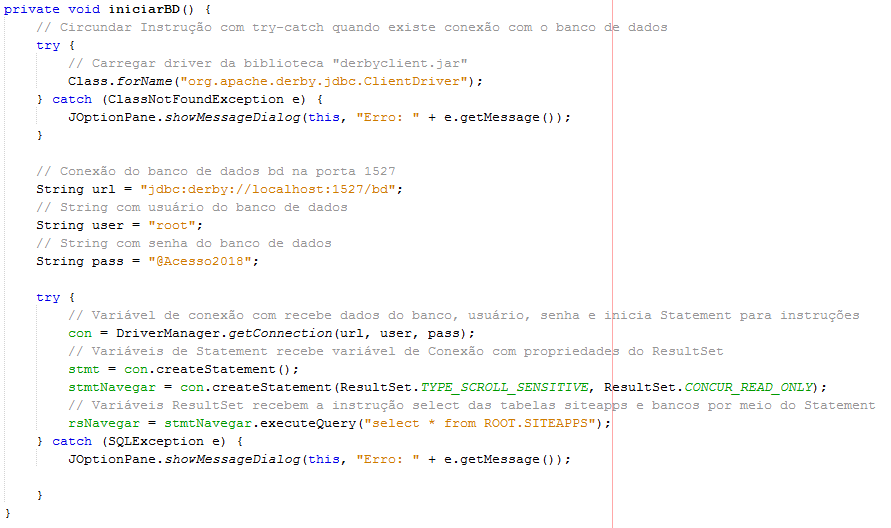 private void iniciarBD() {
    // Circundar Instrução com try-catch quando existe conexão com o banco de dados
    try {
        // Carregar driver da biblioteca "derbyclient.jar"
        Class.forName("org.apache.derby.jdbc.ClientDriver");
    } catch (ClassNotFoundException e) {
        JOptionPane.showMessageDialog(this, "Erro: " + e.getMessage());
    }

    // Conexão do banco de dados bd na porta 1527
    String url = "jdbc:derby://localhost:1527/bd";
    // String com usuário do banco de dados
    String user = "root";
    // String com senha do banco de dados
    String pass = "@Acesso2018";

    try {
        // Variável de conexão com recebe dados do banco, usuário, senha e inicia Statement para instruções
        con = DriverManager.getConnection(url, user, pass);
        // Variáveis de Statement recebe variável de Conexão com propriedades do ResultSet
        stmt = con.createStatement();
        stmtNavegar = con.createStatement(ResultSet.TYPE_SCROLL_SENSITIVE, ResultSet.CONCUR_READ_ONLY);
        // Variáveis ResultSet recebem a instrução select das tabelas siteapps e bancos por meio do Statement
        rsNavegar = stmtNavegar.executeQuery("select * from ROOT.SITEAPPS");
    } catch (SQLException e) {
        JOptionPane.showMessageDialog(this, "Erro: " + e.getMessage());

    }
}